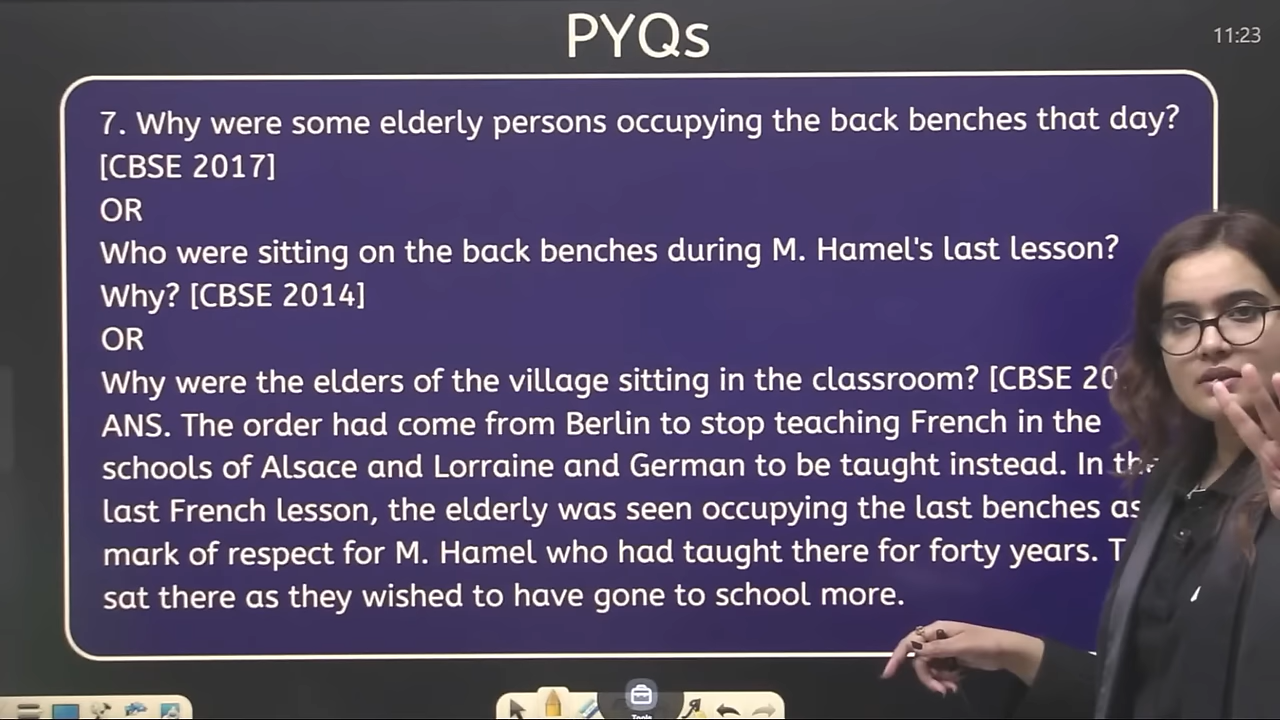 PYQs
11:23
7. Why were some elderly persons occupying the back benches that day?
[CBSE 2017]
OR
Who were sitting on the back benches during M. Hamel's last lesson?
Why? [CBSE 2014]
OR
Why were the elders of the village sitting in the classroom? [CBSE
ANS. The order had come from Berlin to stop teaching French in the
schools of Alsace and Lorraine and German to be taught instead. In the
last French lesson, the elderly was seen occupying the last benches as
mark of respect for M. Hamel who had taught there for forty years.
sat there as they wished to have gone to school more.
Tools